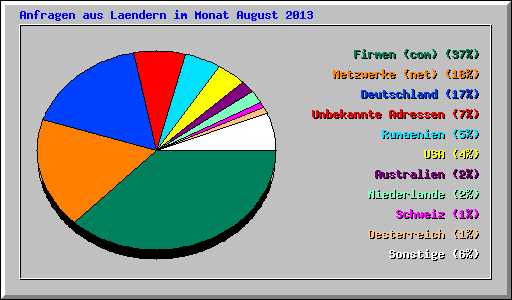 Anfragen aus Laendern im Monat August 2013
Firmen (com) (37%)
Netzwerke (net) (18%)
Deutschland (17%)
Unbekannte Adressen (7%)
Rumaenien (5%)
USA (4%)
Australien (2%)
Niederlande (2%)
Schweiz (1%)
Oesterreich (1%)
Sonstige (6%)